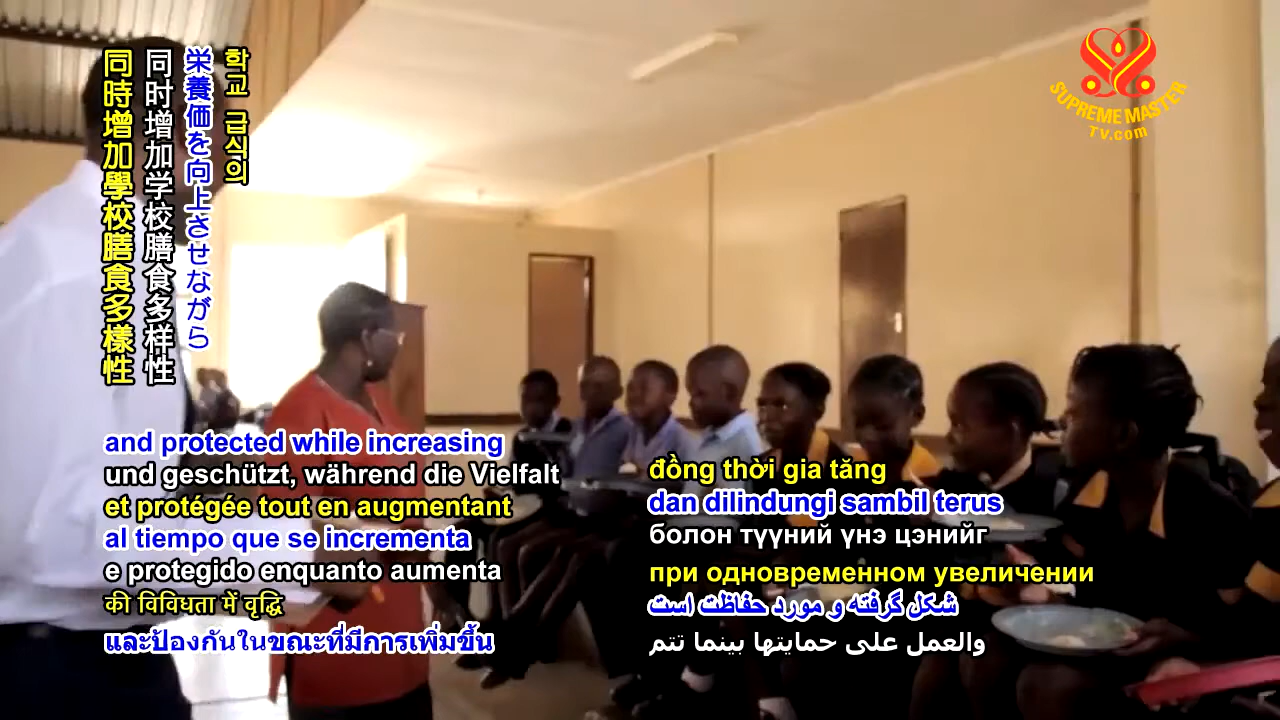 同時增加學校膳食多樣性
同时增加学校膳食多样性
栄養価を向上させながら
학교 급식의
SUPREME MASTER
TV.com
and protected while increasing
und geschützt, während die Vielfalt
et protégée tout en augmentant
al tiempo que se incrementa
e protegido enquanto aumenta
की विविधता में वृद्धि
และป้องกันในขณะที่มีการเพิ่มขึ้น
đồng thời gia tăng
dan dilindungi sambil terus
болон түүний үнэ цэнийг
при одновременном увеличении
شکل گرفته و مورد حفاظت است
والعمل على حمايتها بينما تتم